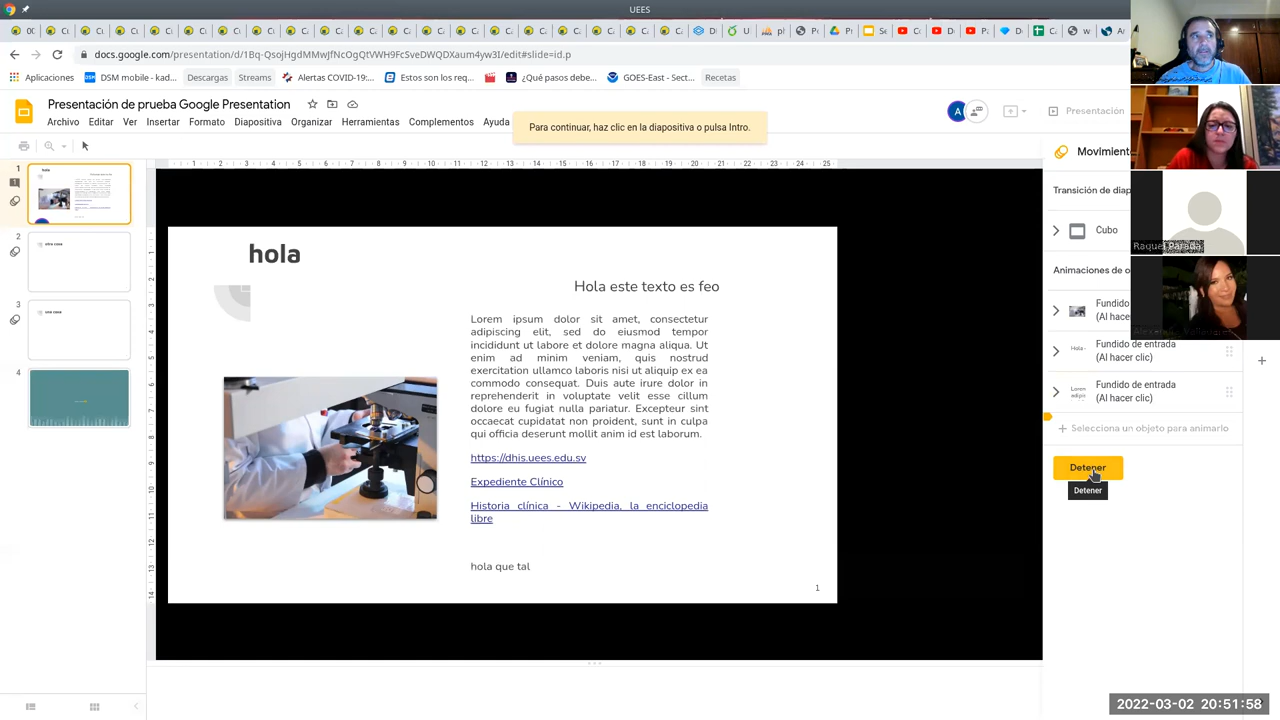 UEES
docs.google.com/presentation/d/1Bq-QsojHgdMMwJfNcOgQtVWH9FcSveDWQDXaum4yw3I/edit#slide=id.p
Aplicaciones
DSM mobile - kad...
Descargas
Streams
Alertas COVID-19:...
Estos son los req...
¿Qué pasos debe...
GOES-East - Sect...
Recetas
Presentación de prueba Google Presentation
Archivo Editar Ver Insertar Formato Diapos Organizar Herramientas Complementos Ayuda
Para continuar, haz clic en la diapositiva o pulsa Intro.
A
Presentación
Movimie
Transición de diap
Cubo
Animaciones de o
Fundido
(Al hace
Fundido de entrada
(Al hacer clic)
Fundido de entrada
(Al hacer clic)
+ Selecciona un objeto para animarlo
Detener
Detener
Raquel Parada
1
2
3
4
hola
Hola este texto es feo
Lorem ipsum dolor sit amet, consectetur
adipiscing elit, sed do eiusmod tempor
incididunt ut labore et dolore magna aliqua. Ut
enim ad minim veniam, quis nostrud
exercitation ullamco laboris nisi ut aliquip ex ea
commodo consequat. Duis aute irure dolor in
reprehenderit in voluptate velit esse cillum
dolore eu fugiat nulla pariatur. Excepteur sint
occaecat cupidatat non proident, sunt in culpa
qui officia deserunt mollit anim id est laborum.
https://dhis.uees.edu.sv
Expediente Clínico
Historia clínica - Wikipedia, la enciclopedia
libre
hola que tal
1
2022-03-02 20:51:58